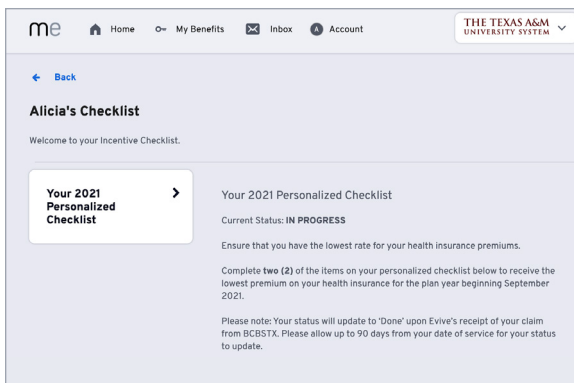 me Home My Benefits Inbox A Account THE TEXAS A&M
UNIVERSITY SYSTEM
Back
Alicia's Checklist
Welcome to your Incentive Checklist.
Your 2021
Personalized
Checklist
Your 2021 Personalized Checklist
Current Status: IN PROGRESS
Ensure that you have the lowest rate for your health insurance premiums.
Complete two (2) of the items on your personalized checklist below to receive the
lowest premium on your health insurance for the plan year beginning September
2021.
Please note: Your status will update to 'Done' upon Evive's receipt of your claim
from BCBSTX. Please allow up to 90 days from your date of service for your status
to update.